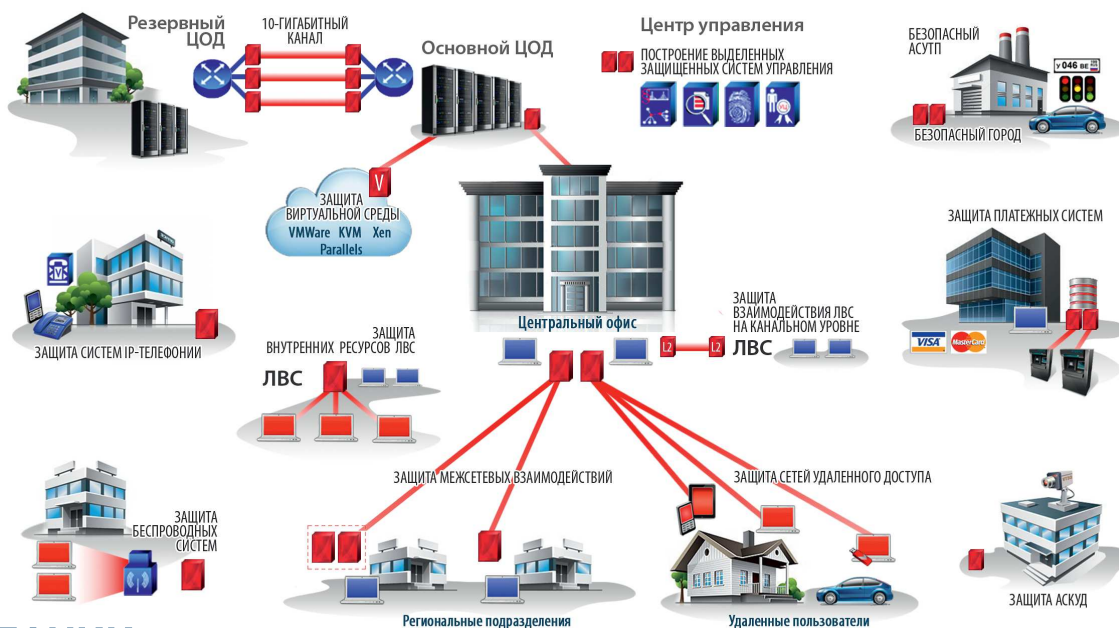 Резервный
ЦОД
10-ГИГАБИТНЫЙ
КАНАЛ
Основной ЦОД
Центр управления
ПОСТРОЕНИЕ ВЫДЕЛЕННЫХ
ЗАЩИЩЕННЫХ СИСТЕМ УПРАВЛЕНИЯ
УЦ
БЕЗОПАСНЫЙ
АСУТП
У 046 ВЕ
БЕЗОПАСНЫЙ ГОРОД
V
ЗАЩИТА
ВИРТУАЛЬНОЙ СРЕДЫ
VMWare KVM Xen
Parallels
Центральный офис
ЗАЩИТА ПЛАТЕЖНЫХ СИСТЕМ
VISA
MasterCard
V
ЗАЩИТА СИСТЕМ IP-ТЕЛЕФОНИИ
ЗАЩИТА
ВНУТРЕННИХ РЕСУРСОВ ЛВС
ЛВС
ЗАЩИТА
ВЗАИМОДЕЙСТВИЯ ЛВС
НА КАНАЛЬНОМ УРОВНЕ
L2
L2
ЛВС
ЗАЩИТА МЕЖСЕТЕВЫХ ВЗАИМОДЕЙСТВИЙ
ЗАЩИТА СЕТЕЙ УДАЛЕННОГО ДОСТУПА
ЗАЩИТА
БЕСПРОВОДНЫХ
СИСТЕМ
Региональные подразделения
Удаленные пользователи
ЗАЩИТА АСКУД